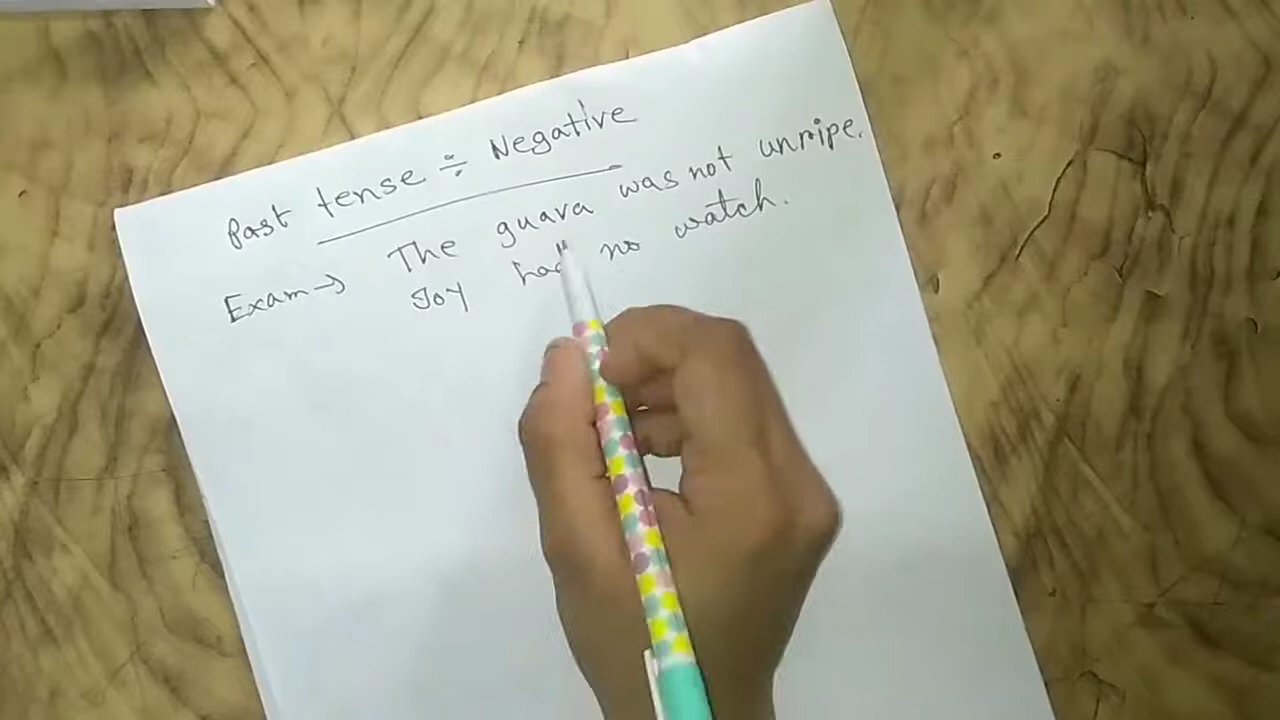 Past tense ÷ Negative
Exam → The guava was not unripe.
Joy had no watch.